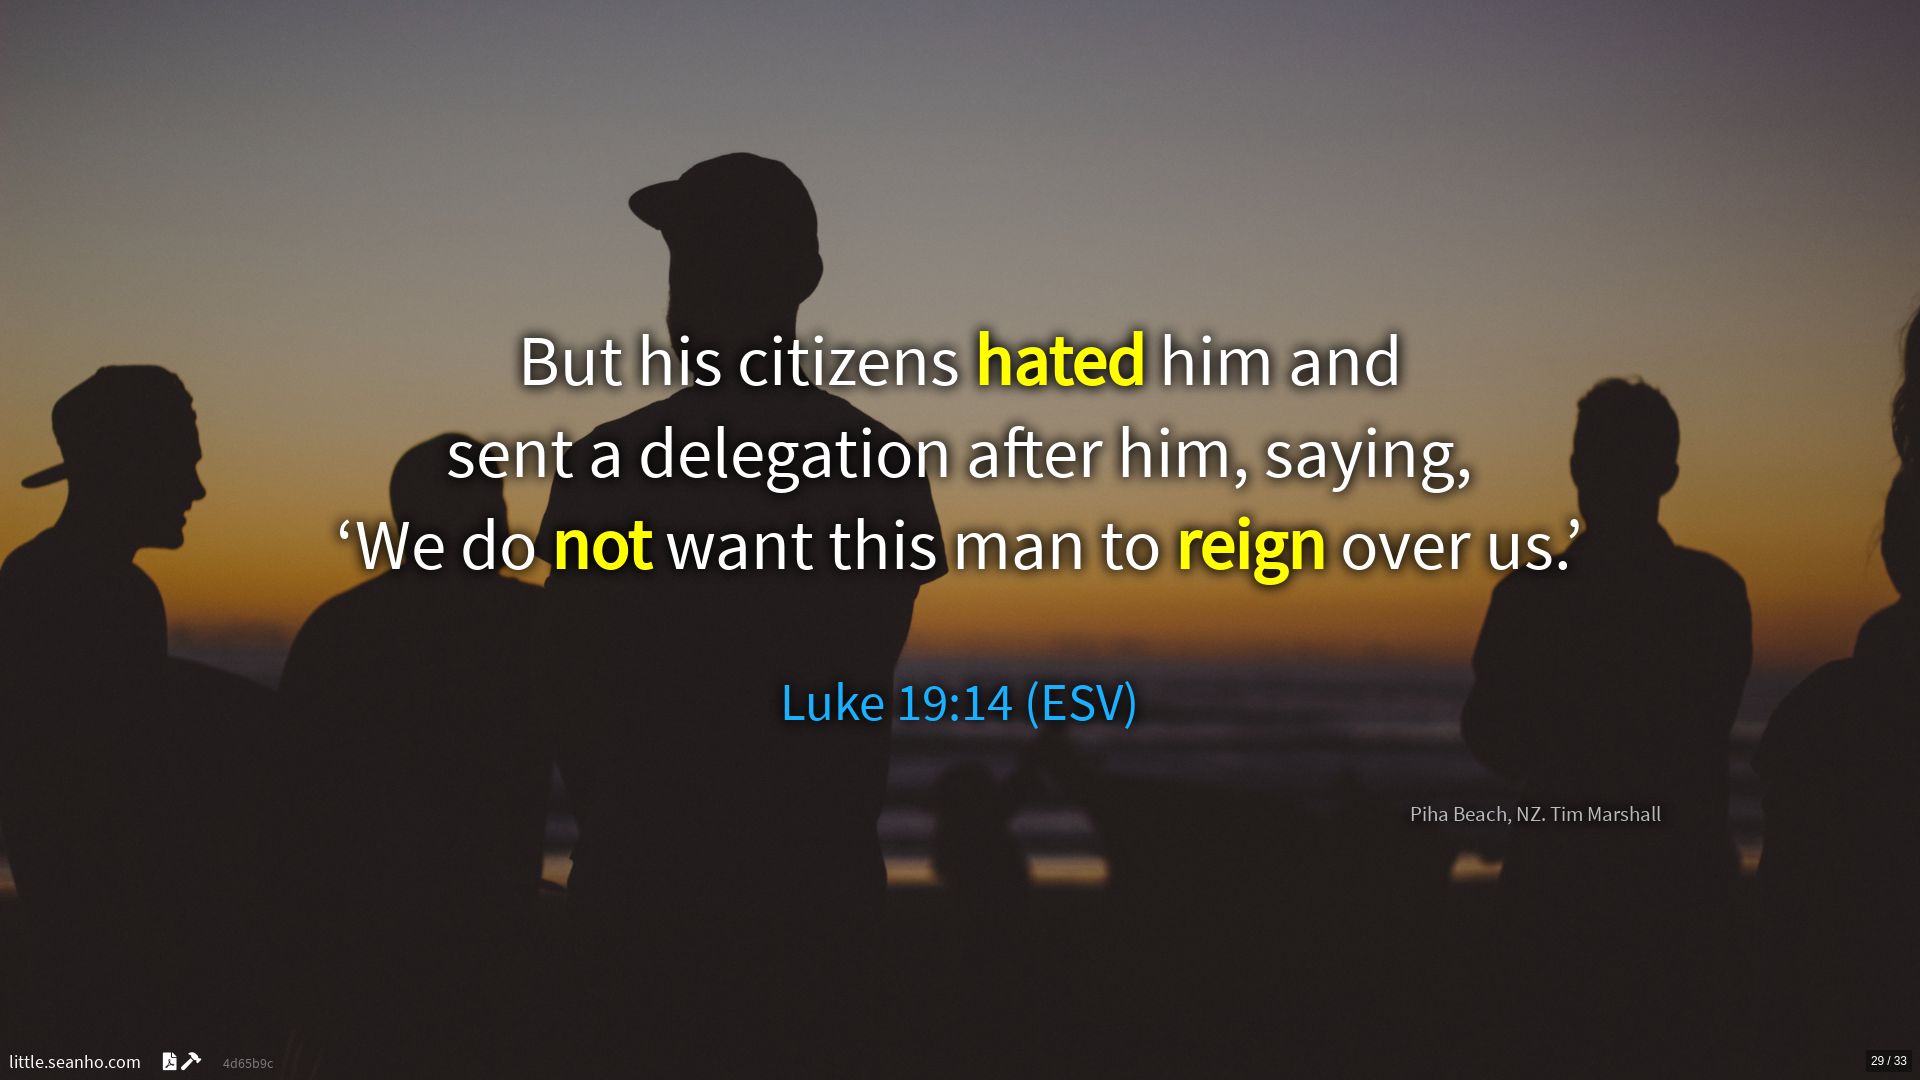 But his citizens hated him and
sent a delegation after him, saying,
‘We do not want this man to reign over us.’
Luke 19:14 (ESV)
Piha Beach, NZ. Tim Marshall
little.seanho.com 4d65b9c
29 / 33